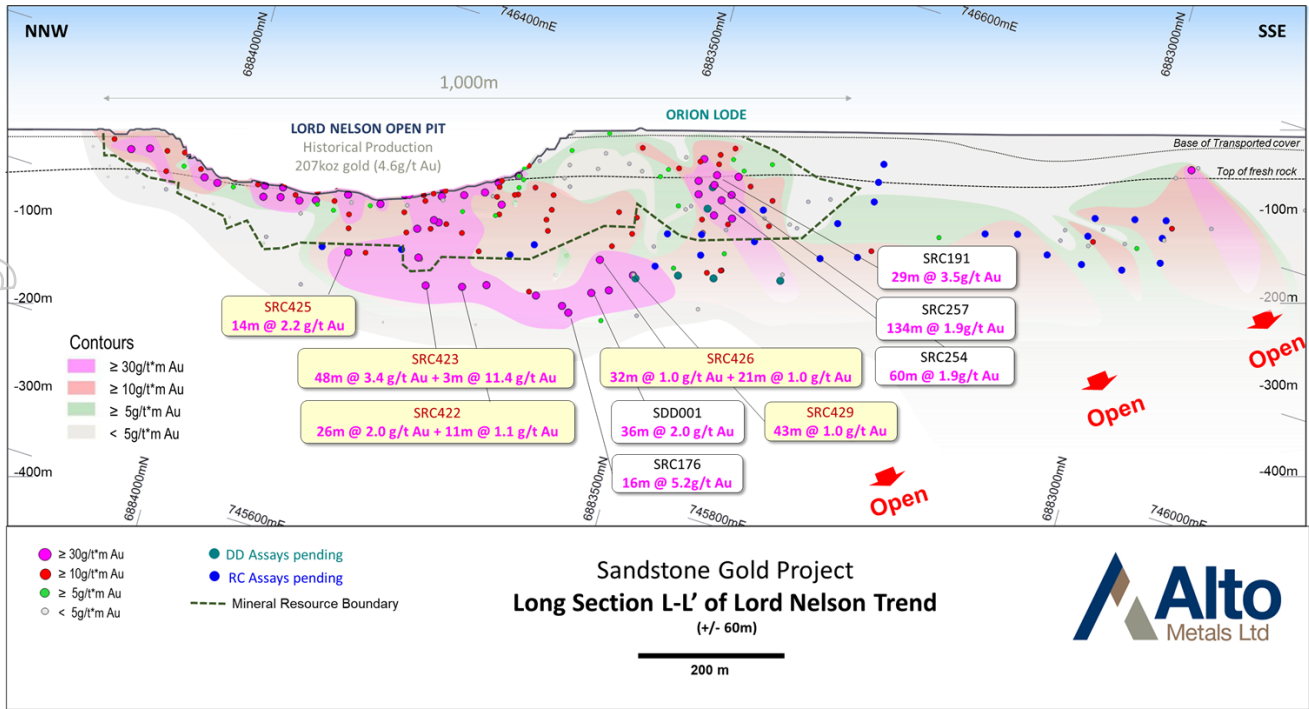 NNW
746400mE
746600mE
SSE
6884000mN
6883500mN
6883000mN
1,000m
ORION LODE
LORD NELSON OPEN PIT
Historical Production
207koz gold (4.6g/t Au)
Base of Transported cover
Top of fresh rock
-100m
-100m
-200m
-200m
-300m
-300m
-400m
-400m
SRC191
29m @ 3.5g/t Au
SRC257
134m @ 1.9g/t Au
SRC254
60m @ 1.9g/t Au
SRC425
14m @ 2.2 g/t Au
SRC423
48m @ 3.4 g/t Au + 3m @ 11.4 g/t Au
SRC426
32m @ 1.0 g/t Au + 21m @ 1.0 g/t Au
SRC422
26m @ 2.0 g/t Au + 11m @ 1.1 g/t Au
SDD001
36m @ 2.0 g/t Au
SRC429
43m @ 1.0 g/t Au
SRC176
16m @ 5.2g/t Au
Open
Open
Open
Contours
≥ 30g/t*m Au
≥ 10g/t*m Au
≥ 5g/t*m Au
< 5g/t*m Au
6884000mN
745600mE
6883500mN
745800mE
6883000mN
746000mE
≥ 30g/t*m Au
≥ 10g/t*m Au
≥ 5g/t*m Au
< 5g/t*m Au
DD Assays pending
RC Assays pending
Mineral Resource Boundary
Sandstone Gold Project
Long Section L-L’ of Lord Nelson Trend
(+/- 60m)
200 m
Alto
Metals Ltd